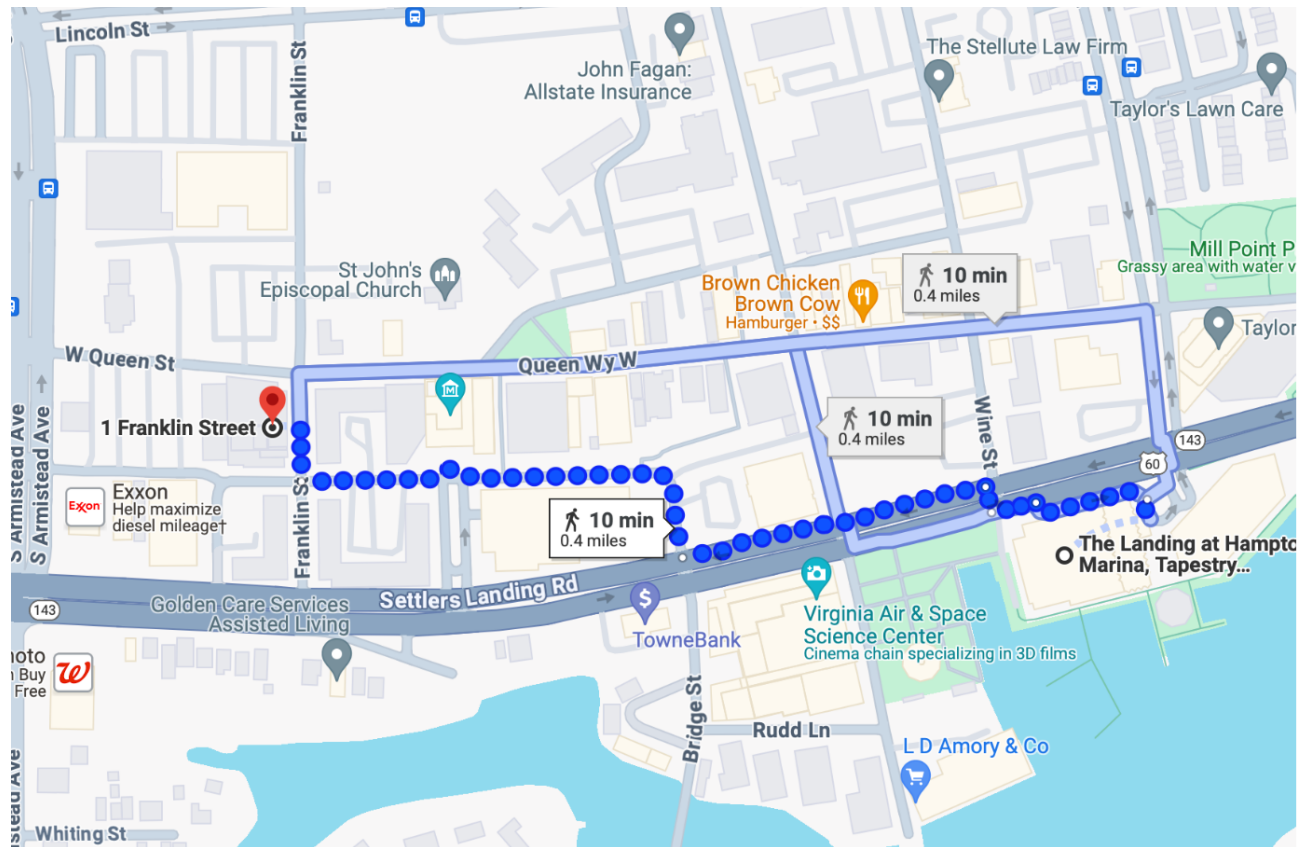 Lincoln St
Franklin St
John Fagan:
Allstate Insurance
The Stellute Law Firm
Taylor's Lawn Care
St John's
Episcopal Church
Brown Chicken
Brown Cow
Hamburger • $$
10 min
0.4 miles
Mill Point P
Grassy area with water v
Taylor
W Queen St
Queen Wy W
M
1 Franklin Street
10 min
0.4 miles
Wine St
143
60
S Armistead Ave
S Armistead Ave
Exxon
Exxon
Help maximize
diesel mileage†
Franklin St
10 min
0.4 miles
The Landing at Hampto
Marina, Tapestry...
Settlers Landing Rd
143
Golden Care Services
Assisted Living
$
TowneBank
Virginia Air & Space
Science Center
Cinema chain specializing in 3D films
hoto
n Buy
Free
W
Bridge St
Rudd Ln
L D Amory & Co
stead Ave
Whiting St